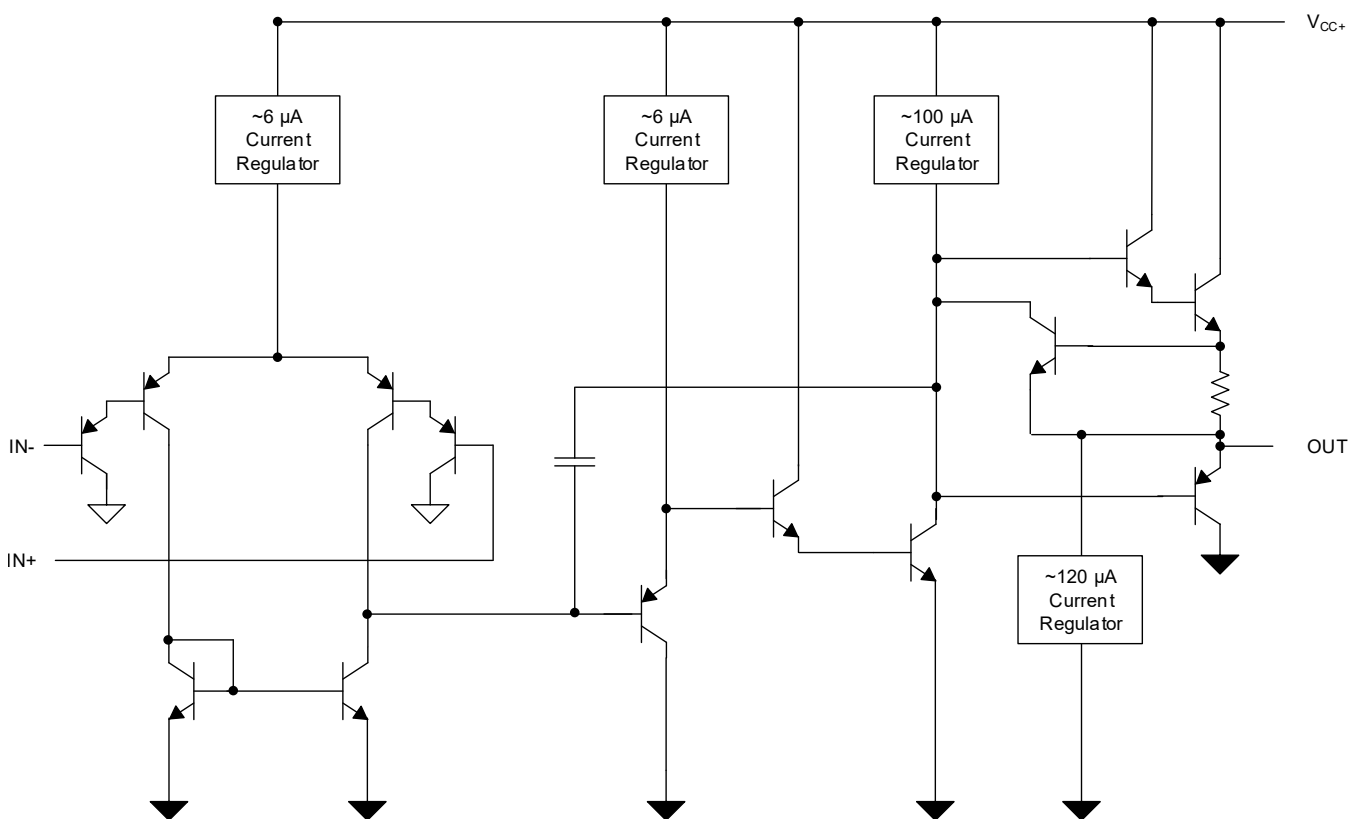 V_CC+
~6 µA
Current
Regulator
~6 µA
Current
Regulator
~100 µA
Current
Regulator
IN-
OUT
IN+
~120 µA
Current
Regulator